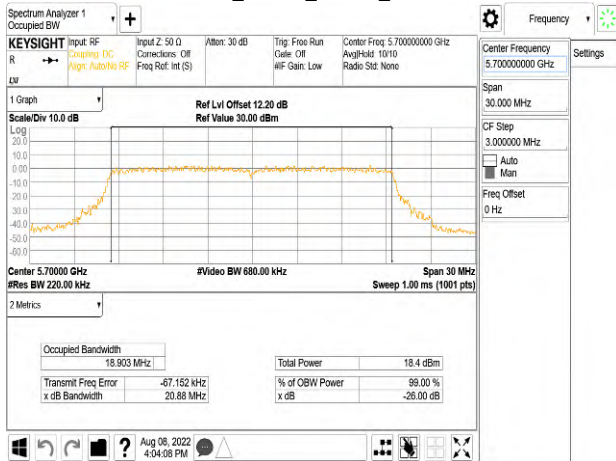 Spectrum Analyzer 1
Occupied BW
+
Frequency
KEYSIGHT
R
Input: RF
Coupling: DC
Align: Auto/No RF
Input Z: 50 Ω
Corrections: Off
Freq Ref: Int (S)
Atten: 30 dB
Trig: Free Run
Gate: Off
#IF Gain: Low
Center Freq: 5.700000000 GHz
Avg|Hold: 10/10
Radio Std: None
Center Frequency
5.700000000 GHz
Settings
Span
30.000 MHz
CF Step
3.000000 MHz
Auto
Man
Freq Offset
0 Hz
1 Graph
Scale/Div 10.0 dB
Ref Lvl Offset 12.20 dB
Ref Value 30.00 dBm
Log
20.0
10.0
0.00
-10.0
-20.0
-30.0
-40.0
-50.0
-60.0
Center 5.70000 GHz
#Video BW 680.00 kHz
Span 30 MHz
#Res BW 220.00 kHz
Sweep 1.00 ms (1001 pts)
2 Metrics
Occupied Bandwidth
18.903 MHz
Total Power
18.4 dBm
Transmit Freq Error
-67.152 kHz
% of OBW Power
99.00 %
x dB Bandwidth
20.88 MHz
x dB
-26.00 dB
?
Aug 08, 2022
4:04:08 PM